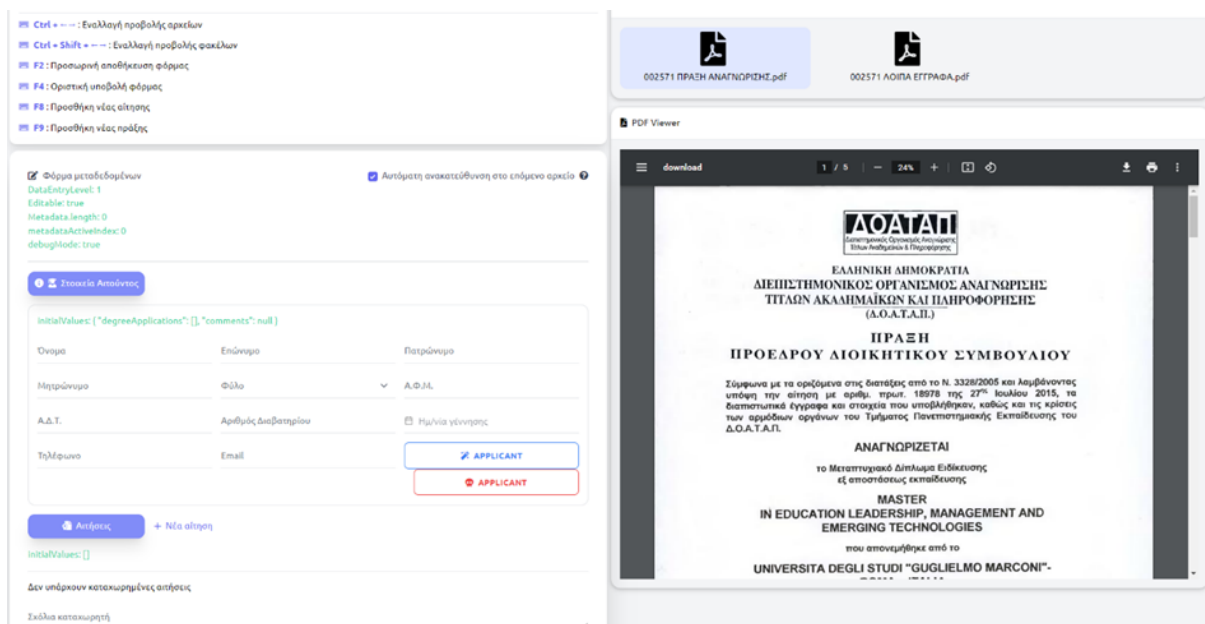 Ctrl + ←→ : Εναλλαγή προβολής αρχείων
Ctrl + Shift + ←→ : Εναλλαγή προβολής φακέλων
F2 : Προσωρινή αποθήκευση φόρμας
F4 : Οριστική υποβολή φόρμας
F8 : Προσθήκη νέας αίτησης
F9 : Προσθήκη νέας πράξης
Φόρμα μεταδεδομένων
Αυτόματη ανακατεύθυνση στο επόμενο αρχείο
DataEntryLevel: 1
Editable: true
Metadata.length: 0
metadataActiveIndex: 0
debugMode: true
Στοιχεία Αιτούντος
initialValues: { "degreeApplications": [], "comments": null }
Όνομα
Επώνυμο
Πατρώνυμο
Μητρώνυμο
Φύλο
Α.Φ.Μ.
Α.Δ.Τ.
Αριθμός Διαβατηρίου
Ημ/νία γέννησης
Τηλέφωνο
Email
APPLICANT
APPLICANT
Αιτήσεις
+ Νέα αίτηση
initialValues: []
Δεν υπάρχουν καταχωρημένες αιτήσεις
Σχόλια καταχωρητή
002571 ΠΡΑΞΗ ΑΝΑΓΝΩΡΙΣΗΣ.pdf
002571 ΛΟΙΠΑ ΕΓΓΡΑΦΑ.pdf
PDF Viewer
download
1 / 5
24%
ΔΟΑΤΑΠ
Διεπιστημονικός Οργανισμός Αναγνώρισης
Τίτλων Ακαδημαϊκών & Πληροφόρησης
ΕΛΛΗΝΙΚΗ ΔΗΜΟΚΡΑΤΙΑ
ΔΙΕΠΙΣΤΗΜΟΝΙΚΟΣ ΟΡΓΑΝΙΣΜΟΣ ΑΝΑΓΝΩΡΙΣΗΣ
ΤΙΤΛΩΝ ΑΚΑΔΗΜΑΪΚΩΝ ΚΑΙ ΠΛΗΡΟΦΟΡΗΣΗΣ
(Δ.Ο.Α.Τ.Α.Π.)
ΠΡΑΞΗ
ΠΡΟΕΔΡΟΥ ΔΙΟΙΚΗΤΙΚΟΥ ΣΥΜΒΟΥΛΙΟΥ
Σύμφωνα με τα οριζόμενα στις διατάξεις από το Ν. 3328/2005 και λαμβάνοντας
υπόψη την αίτηση με αριθμ. πρωτ. 18978 της 27ης Ιουλίου 2015, τα
διαπιστωτικά έγγραφα και στοιχεία που υποβλήθηκαν, καθώς και τις κρίσεις
των αρμόδιων οργάνων του Τμήματος Πανεπιστημιακής Εκπαίδευσης του
Δ.Ο.Α.Τ.Α.Π.
ΑΝΑΓΝΩΡΙΖΕΤΑΙ
το Μεταπτυχιακό Δίπλωμα Ειδίκευσης
εξ αποστάσεως εκπαίδευσης
MASTER
IN EDUCATION LEADERSHIP, MANAGEMENT AND
EMERGING TECHNOLOGIES
που απονεμήθηκε από το
UNIVERSITA DEGLI STUDI "GUGLIELMO MARCONI"-